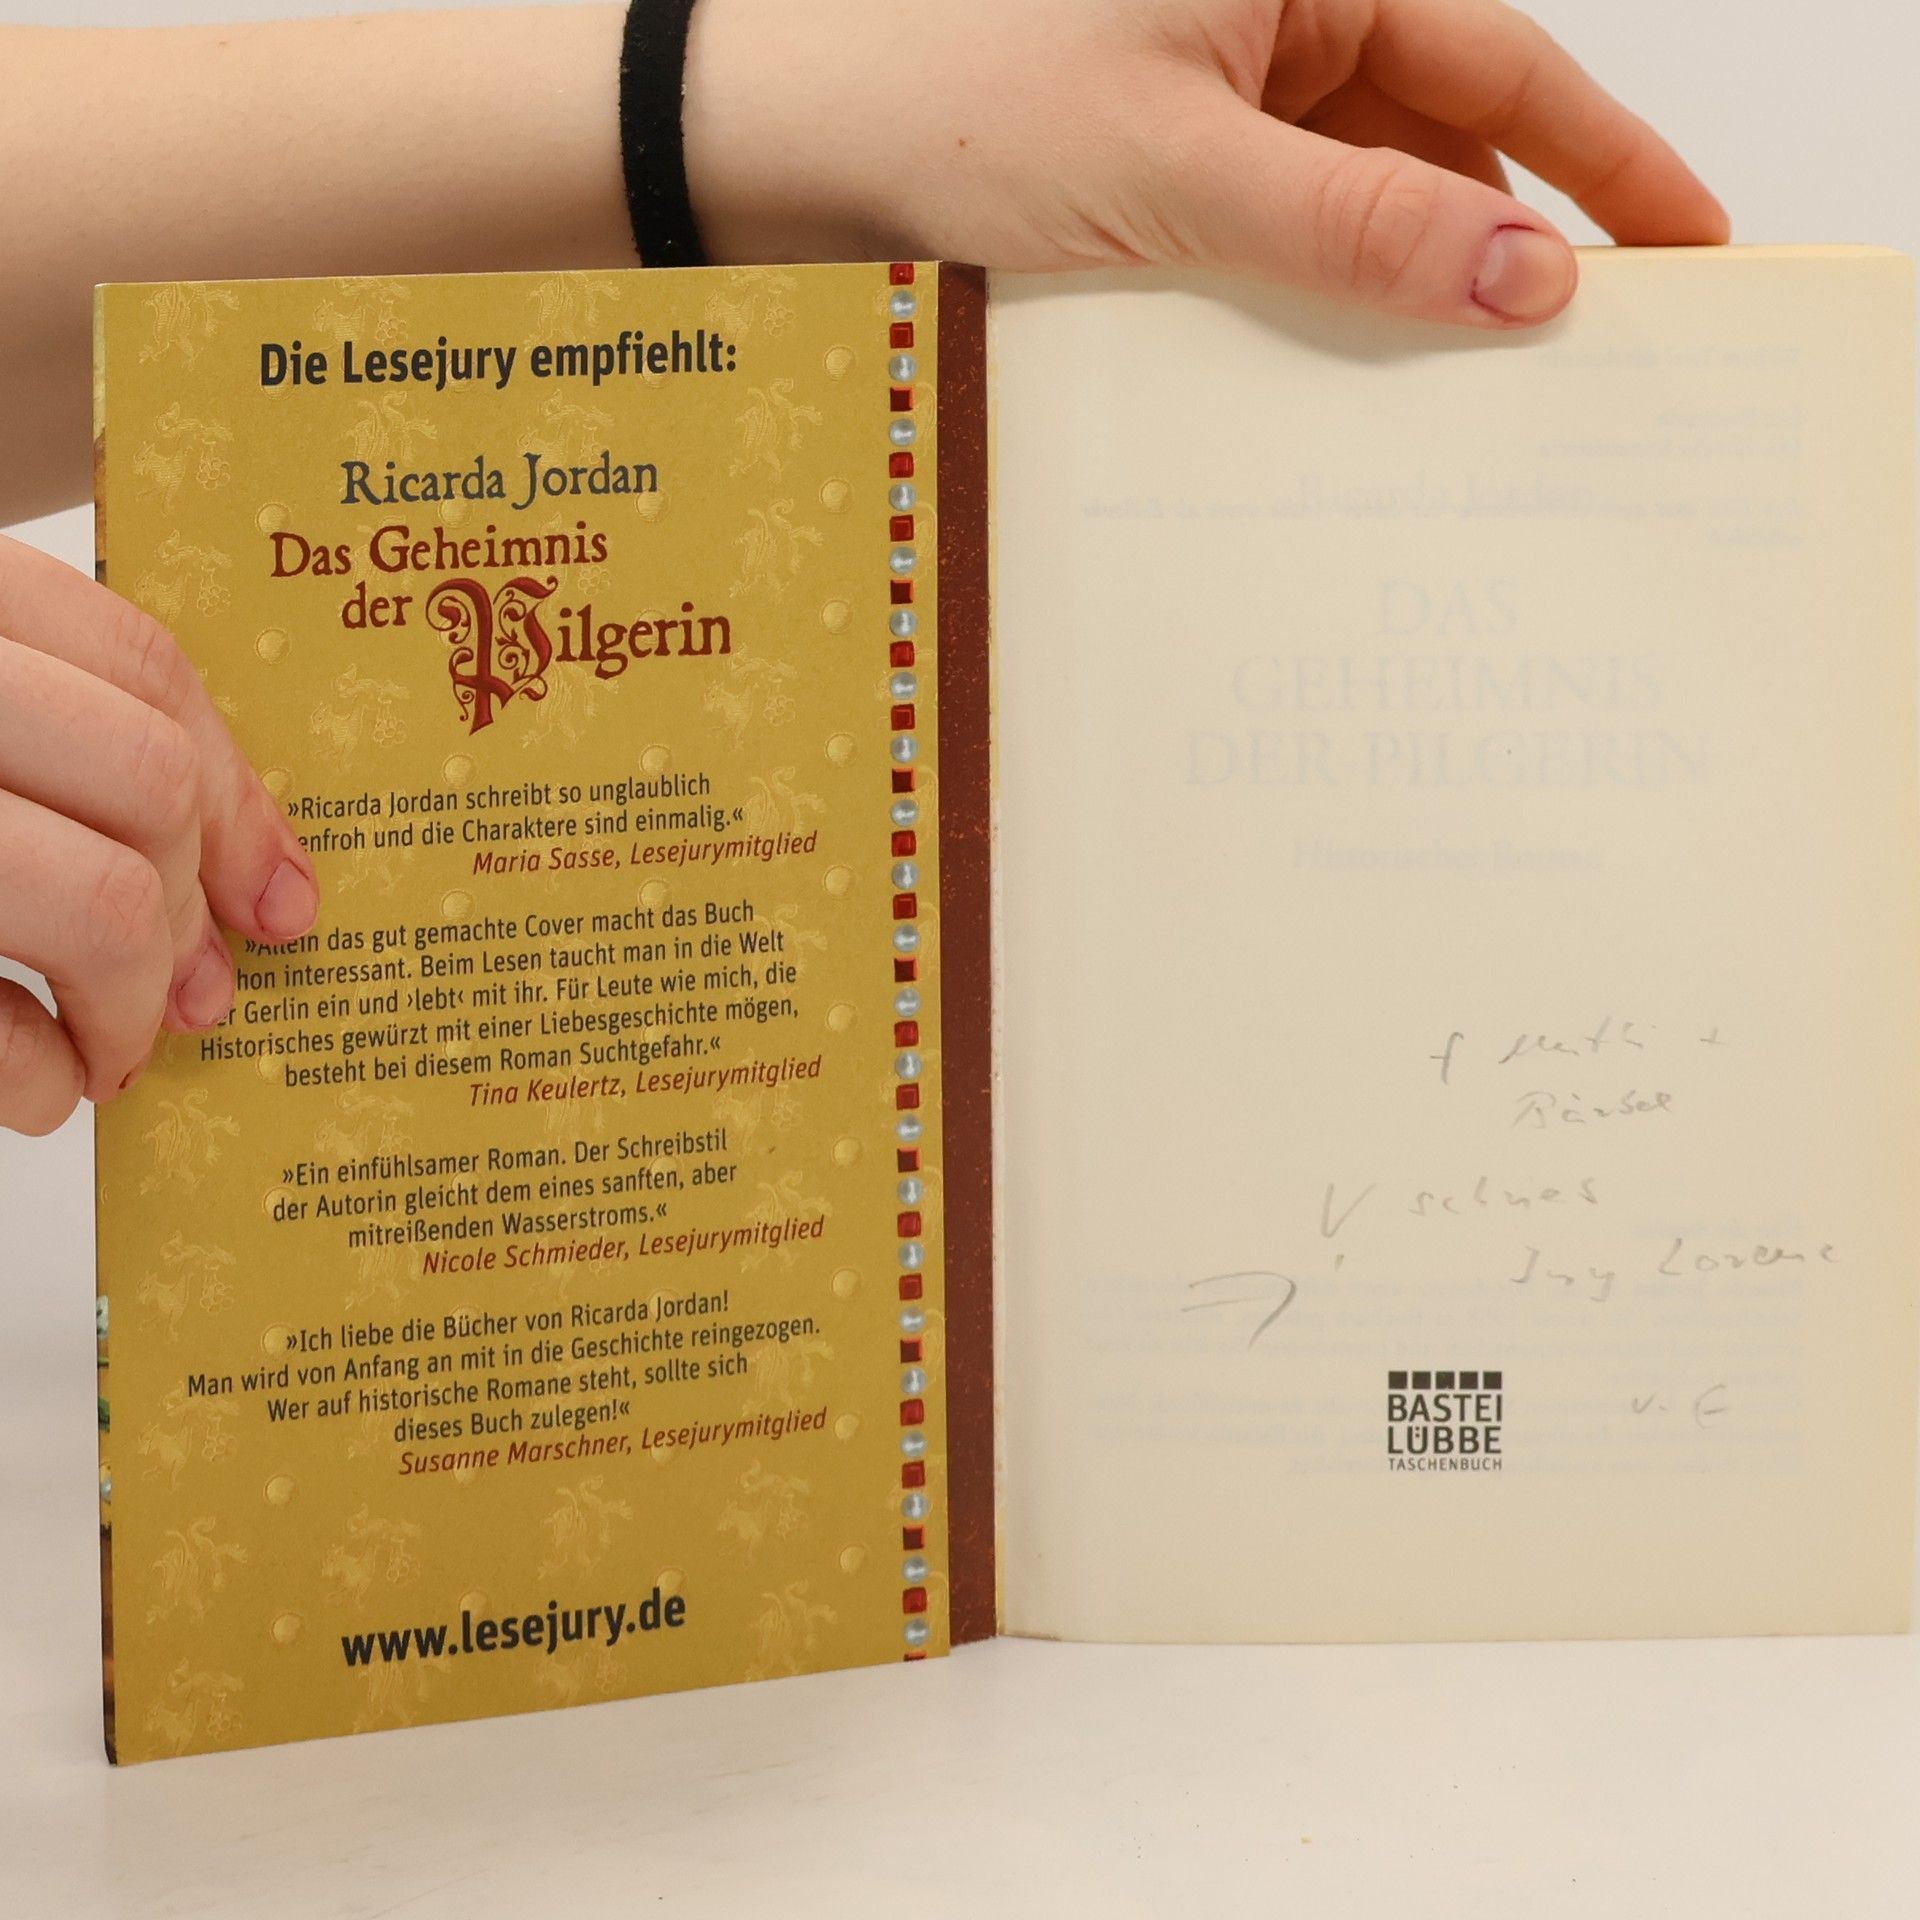 Die Lesejury empfiehlt:
Ricarda Jordan
Das Geheimnis
der Pilgerin
»Ricarda Jordan schreibt so unglaublich
enfroh und die Charaktere sind einmalig.«
Maria Sasse, Lesejurymitglied
»Allein das gut gemachte Cover macht das Buch
hon interessant. Beim Lesen taucht man in die Welt
er Gerlin ein und ›lebt‹ mit ihr. Für Leute wie mich, die
Historisches gewürzt mit einer Liebesgeschichte mögen,
besteht bei diesem Roman Suchtgefahr.«
Tina Keulertz, Lesejurymitglied
»Ein einfühlsamer Roman. Der Schreibstil
der Autorin gleicht dem eines sanften, aber
mitreißenden Wasserstroms.«
Nicole Schmieder, Lesejurymitglied
»Ich liebe die Bücher von Ricarda Jordan!
Man wird von Anfang an mit in die Geschichte reingezogen.
Wer auf historische Romane steht, sollte sich
dieses Buch zulegen!«
Susanne Marschner, Lesejurymitglied
www.lesejury.de
DAS
GEHEIMNIS
DER PILGERIN
BASTEI
LÜBBE
TASCHENBUCH